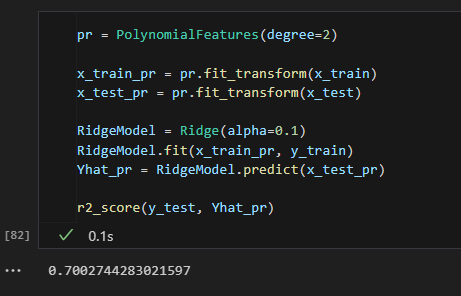 pr = PolynomialFeatures(degree=2)
x_train_pr = pr.fit_transform(x_train)
x_test_pr = pr.fit_transform(x_test)
RidgeModel = Ridge(alpha=0.1)
RidgeModel.fit(x_train_pr, y_train)
Yhat_pr = RidgeModel.predict(x_test_pr)
r2_score(y_test, Yhat_pr)
[82] ✓ 0.1s
... 0.7002744283021597